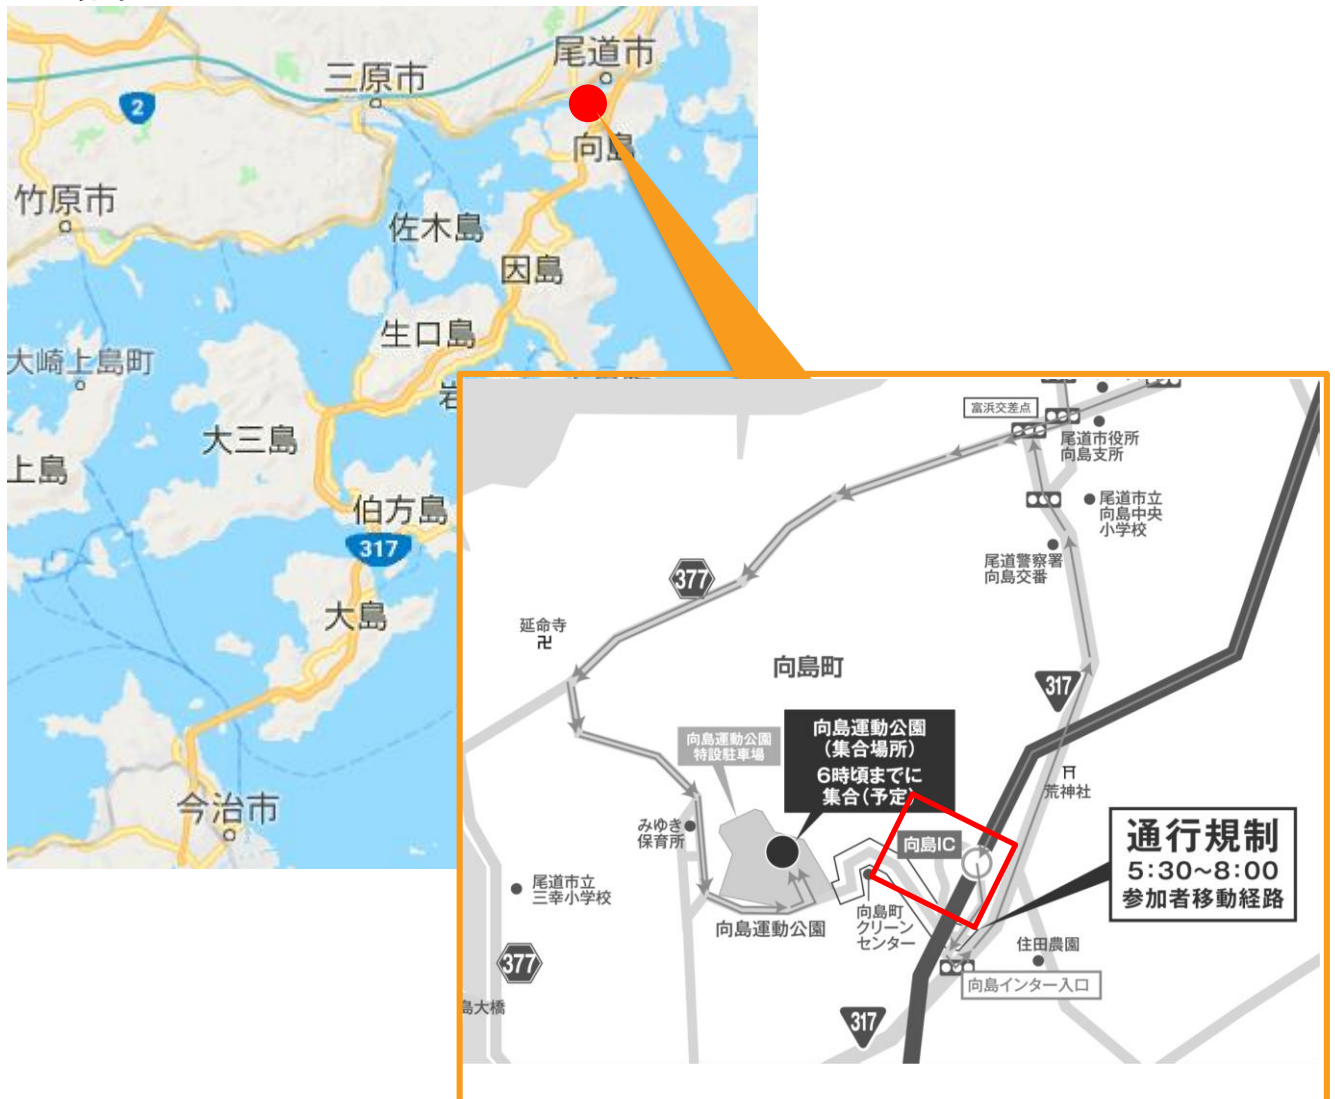 尾道市
三原市
2
向島
竹原市
佐木島
因島
生口島
大崎上島町
大三島
上島
伯方島
317
大島
今治市
富浜交差点
尾道市役所
向島支所
尾道市立
向島中央
小学校
尾道警察署
向島交番
377
延命寺
卍
向島町
317
向島運動公園
特設駐車場
向島運動公園
(集合場所)
6時頃までに
集合(予定)
荒神社
みゆき
保育所
向島IC
通行規制
5:30~8:00
参加者移動経路
尾道市立
三幸小学校
向島運動公園
向島町
クリーン
センター
住田農園
377
向島インター入口
島大橋
317